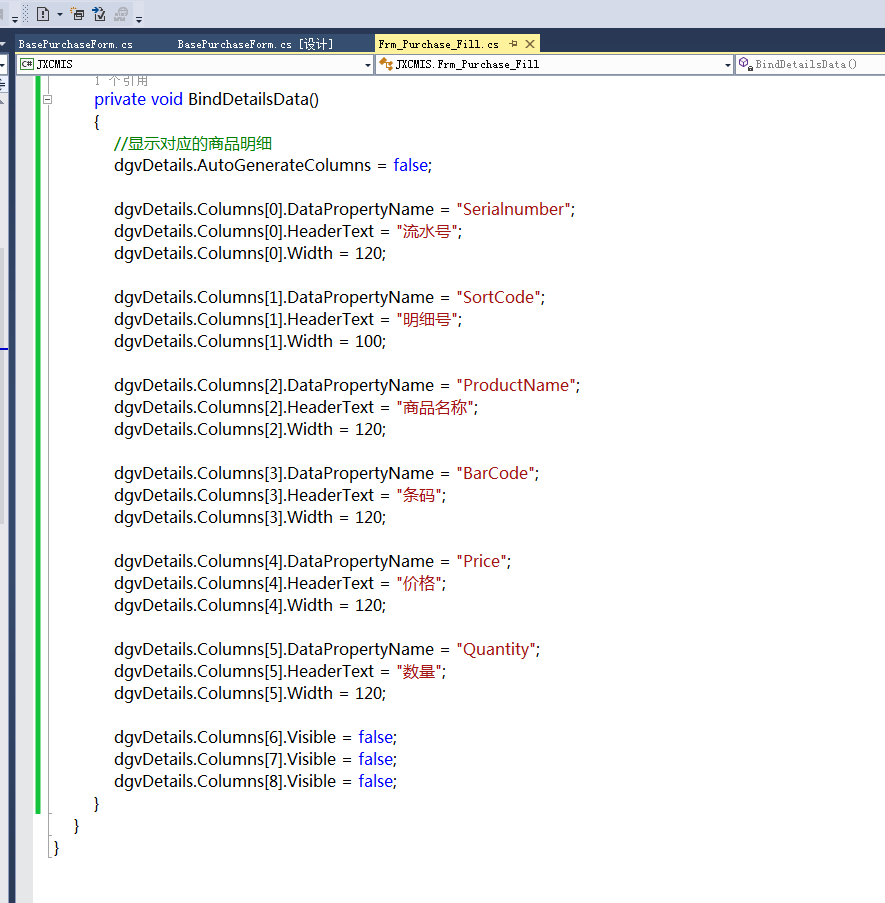 BasePurchaseForm.cs BasePurchaseForm.cs [设计] Frm_Purchase_Fill.cs
C# JXCMIS JXCMIS.Frm_Purchase_Fill BindDetailsData()
1 个引用
private void BindDetailsData()
{
//显示对应的商品明细
dgvDetails.AutoGenerateColumns = false;
dgvDetails.Columns[0].DataPropertyName = "Serialnumber";
dgvDetails.Columns[0].HeaderText = "流水号";
dgvDetails.Columns[0].Width = 120;
dgvDetails.Columns[1].DataPropertyName = "SortCode";
dgvDetails.Columns[1].HeaderText = "明细号";
dgvDetails.Columns[1].Width = 100;
dgvDetails.Columns[2].DataPropertyName = "ProductName";
dgvDetails.Columns[2].HeaderText = "商品名称";
dgvDetails.Columns[2].Width = 120;
dgvDetails.Columns[3].DataPropertyName = "BarCode";
dgvDetails.Columns[3].HeaderText = "条码";
dgvDetails.Columns[3].Width = 120;
dgvDetails.Columns[4].DataPropertyName = "Price";
dgvDetails.Columns[4].HeaderText = "价格";
dgvDetails.Columns[4].Width = 120;
dgvDetails.Columns[5].DataPropertyName = "Quantity";
dgvDetails.Columns[5].HeaderText = "数量";
dgvDetails.Columns[5].Width = 120;
dgvDetails.Columns[6].Visible = false;
dgvDetails.Columns[7].Visible = false;
dgvDetails.Columns[8].Visible = false;
}
}
}